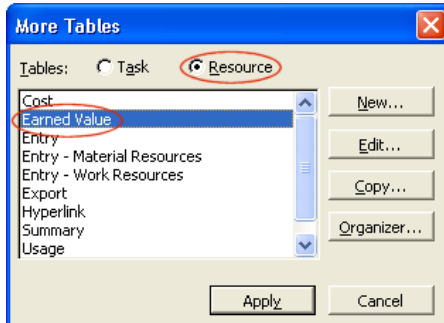 More Tables
Tables: Task Resource
Cost
Earned Value
Entry
Entry - Material Resources
Entry - Work Resources
Export
Hyperlink
Summary
Usage
New...
Edit...
Copy...
Organizer...
Apply Cancel